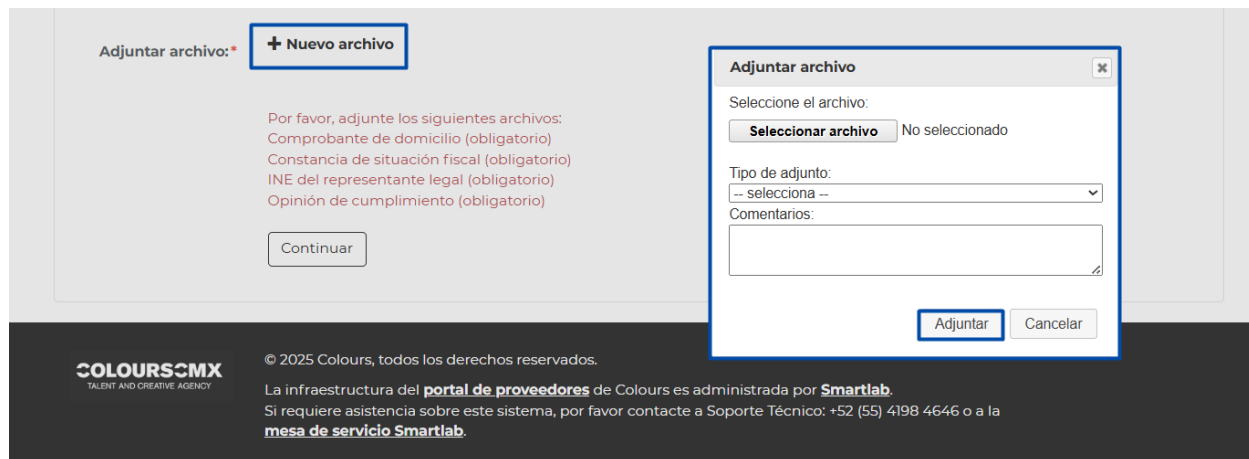 Adjuntar archivo:*
+ Nuevo archivo
Por favor, adjunte los siguientes archivos:
Comprobante de domicilio (obligatorio)
Constancia de situación fiscal (obligatorio)
INE del representante legal (obligatorio)
Opinión de cumplimiento (obligatorio)
Continuar
Adjuntar archivo
Seleccione el archivo:
Seleccionar archivo No seleccionado
Tipo de adjunto:
-- selecciona --
Comentarios:
Adjuntar Cancelar
COLOURS MX
TALENT AND CREATIVE AGENCY
© 2025 Colours, todos los derechos reservados.
La infraestructura del portal de proveedores de Colours es administrada por Smartlab.
Si requiere asistencia sobre este sistema, por favor contacte a Soporte Técnico: +52 (55) 4198 4646 o a la
mesa de servicio Smartlab.